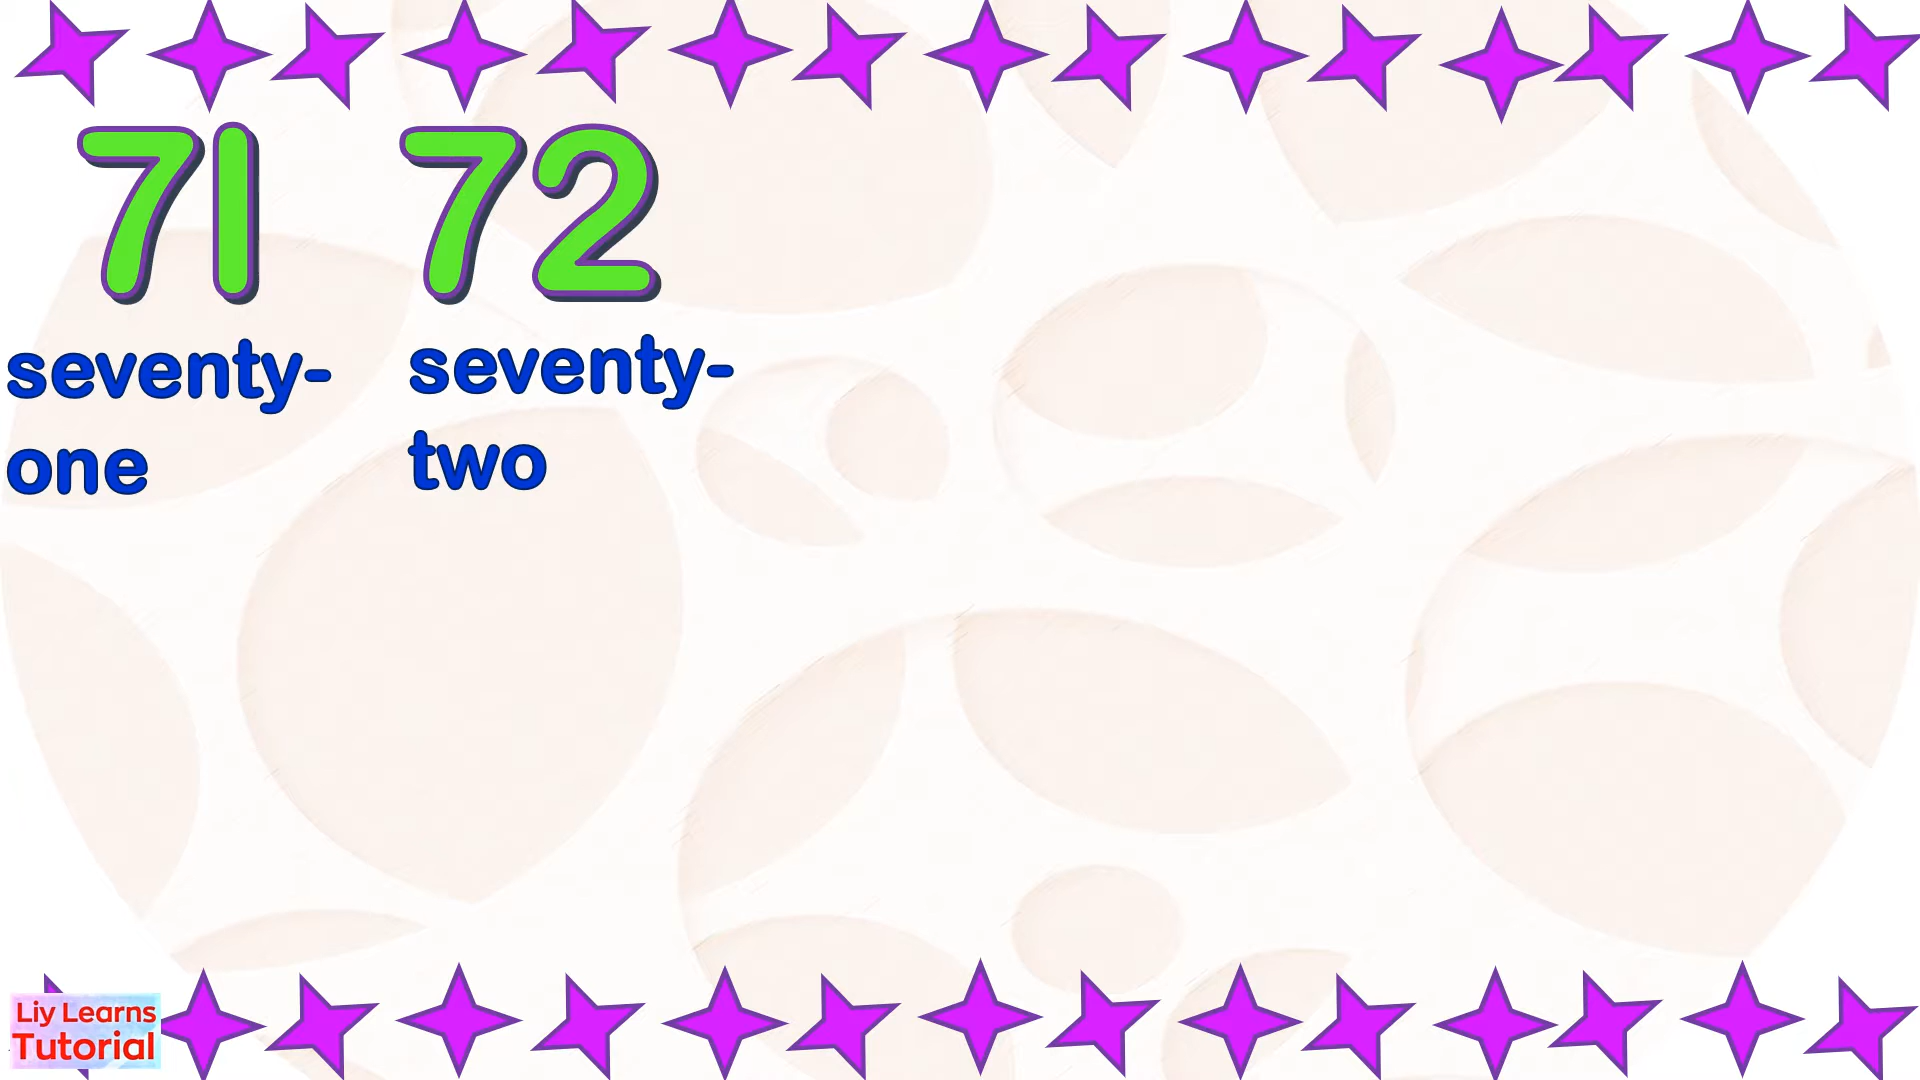 71 72
seventy-
one
seventy-
two
Liy Learns
Tutorial